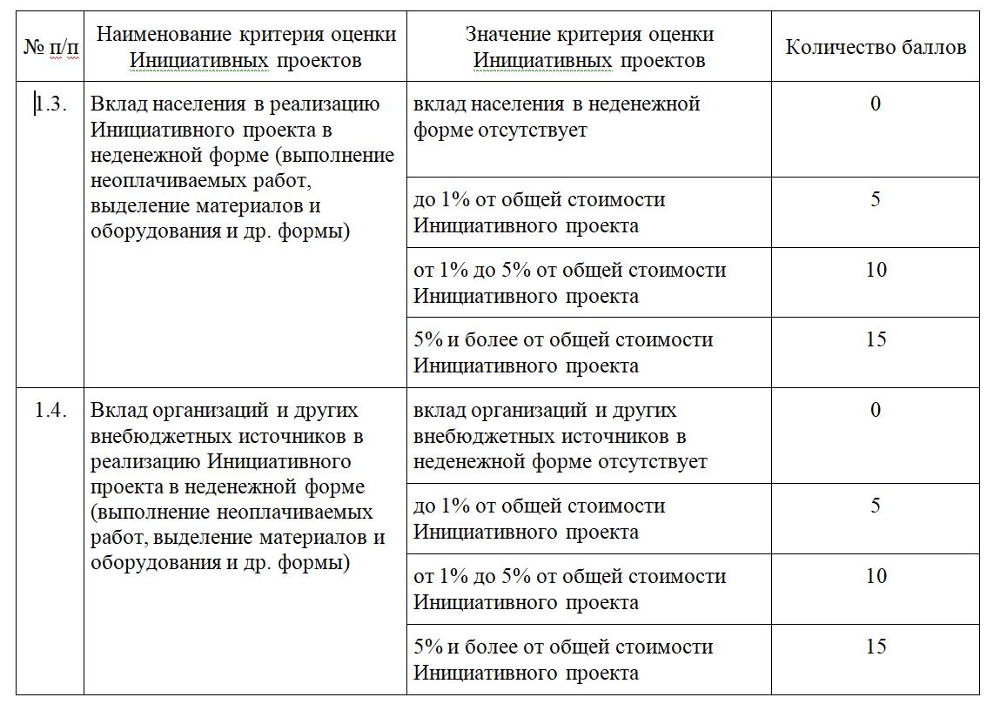 № п/п
Наименование критерия оценки
Инициативных проектов
Значение критерия оценки
Инициативных проектов
Количество баллов
1.3.
Вклад населения в реализацию
Инициативного проекта в
неденежной форме (выполнение
неоплачиваемых работ,
выделение материалов и
оборудования и др. формы)
вклад населения в неденежной
форме отсутствует
0
до 1% от общей стоимости
Инициативного проекта
5
от 1% до 5% от общей стоимости
Инициативного проекта
10
5% и более от общей стоимости
Инициативного проекта
15
1.4.
Вклад организаций и других
внебюджетных источников в
реализацию Инициативного
проекта в неденежной форме
(выполнение неоплачиваемых
работ, выделение материалов и
оборудования и др. формы)
вклад организаций и других
внебюджетных источников в
неденежной форме отсутствует
0
до 1% от общей стоимости
Инициативного проекта
5
от 1% до 5% от общей стоимости
Инициативного проекта
10
5% и более от общей стоимости
Инициативного проекта
15